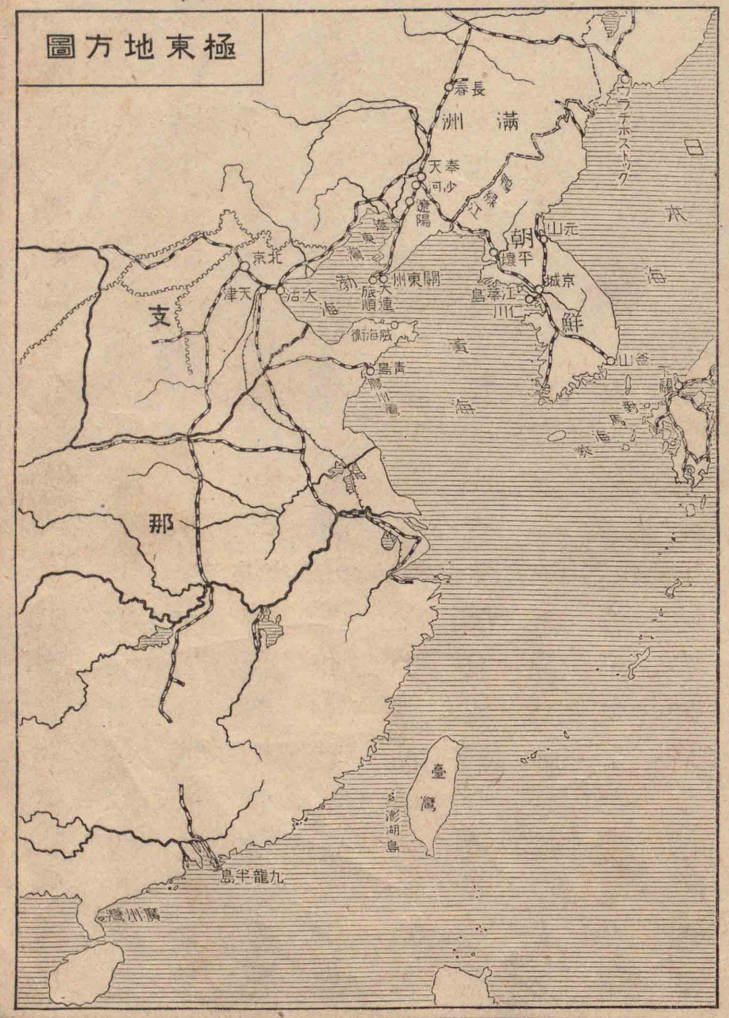 極東地方圖
長春
滿洲
ウラヂホストック
日本海
奉天
沙河
遼陽
鴨綠江
遼東灣
朝鮮
元山
平壤
京城
江華島
仁川
釜山
北京
天津
大沽
渤海
關東州
大連
旅順
威海衛
青島
膠州灣
黃海
對馬海峽
支那
臺灣
澎湖島
九龍半島
廣州灣